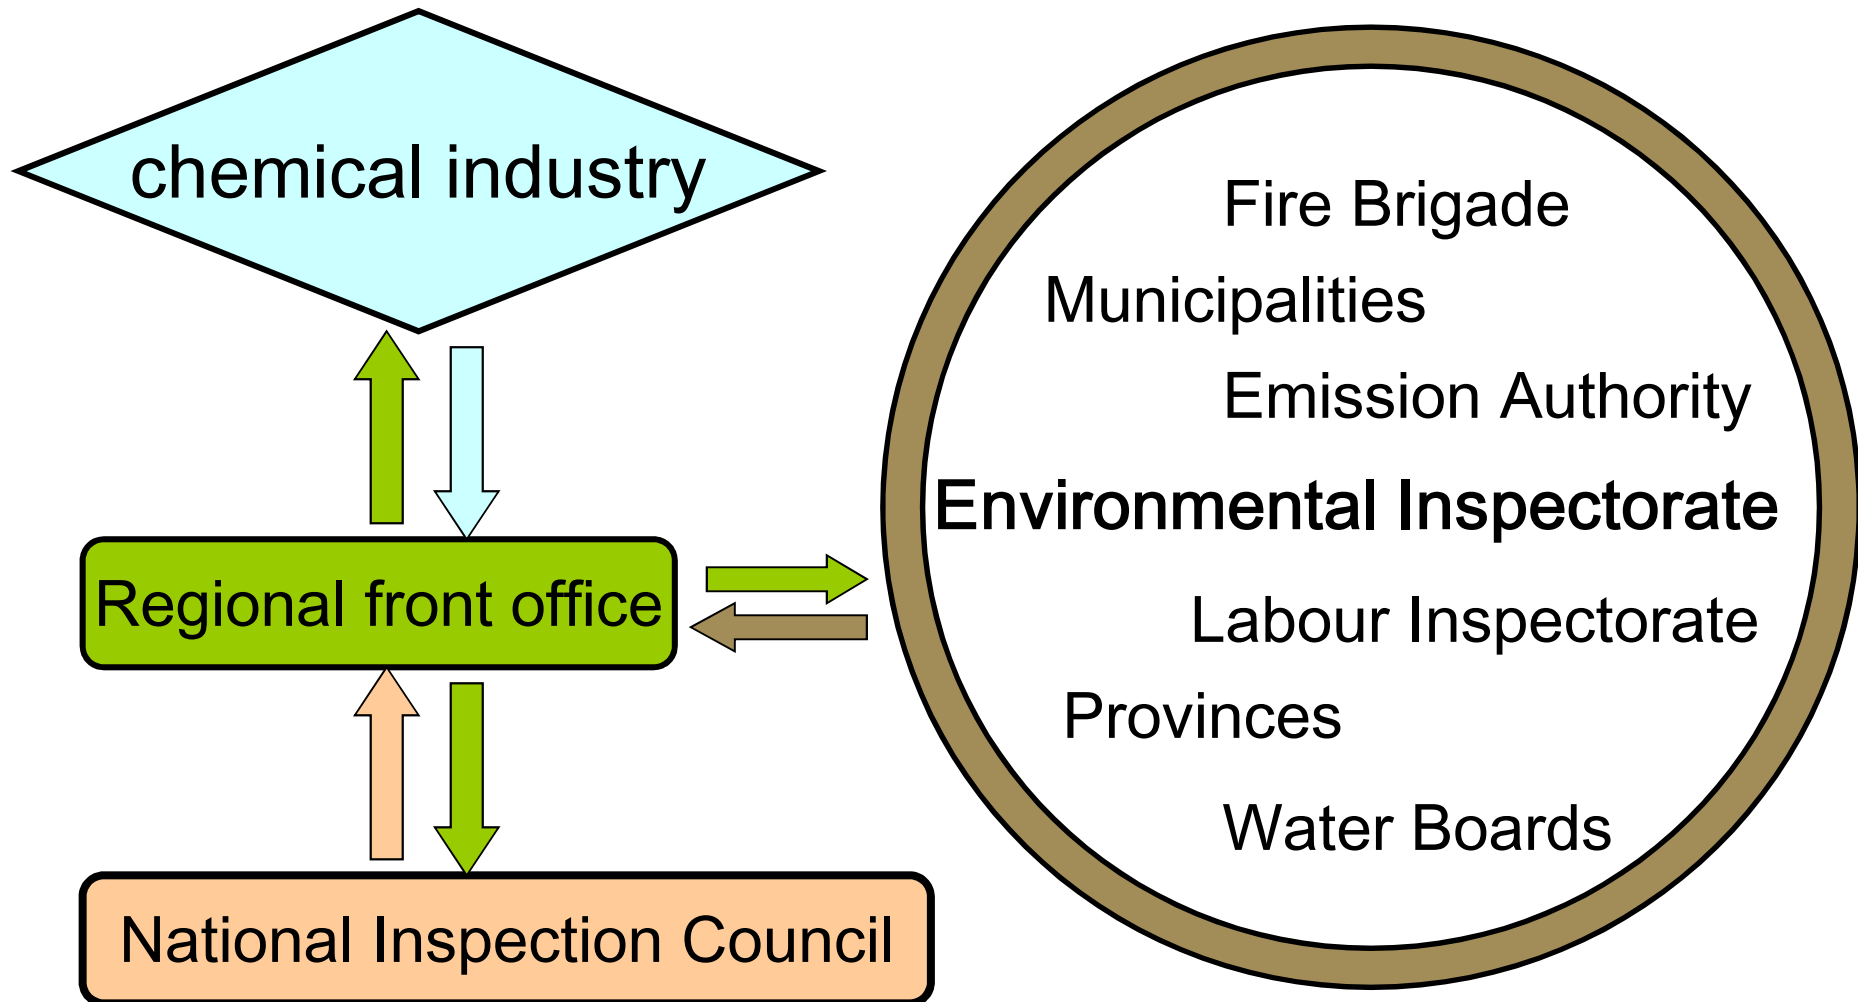 chemical industry
Regional front office
National Inspection Council
Fire Brigade
Municipalities
Emission Authority
Environmental Inspectorate
Labour Inspectorate
Provinces
Water Boards